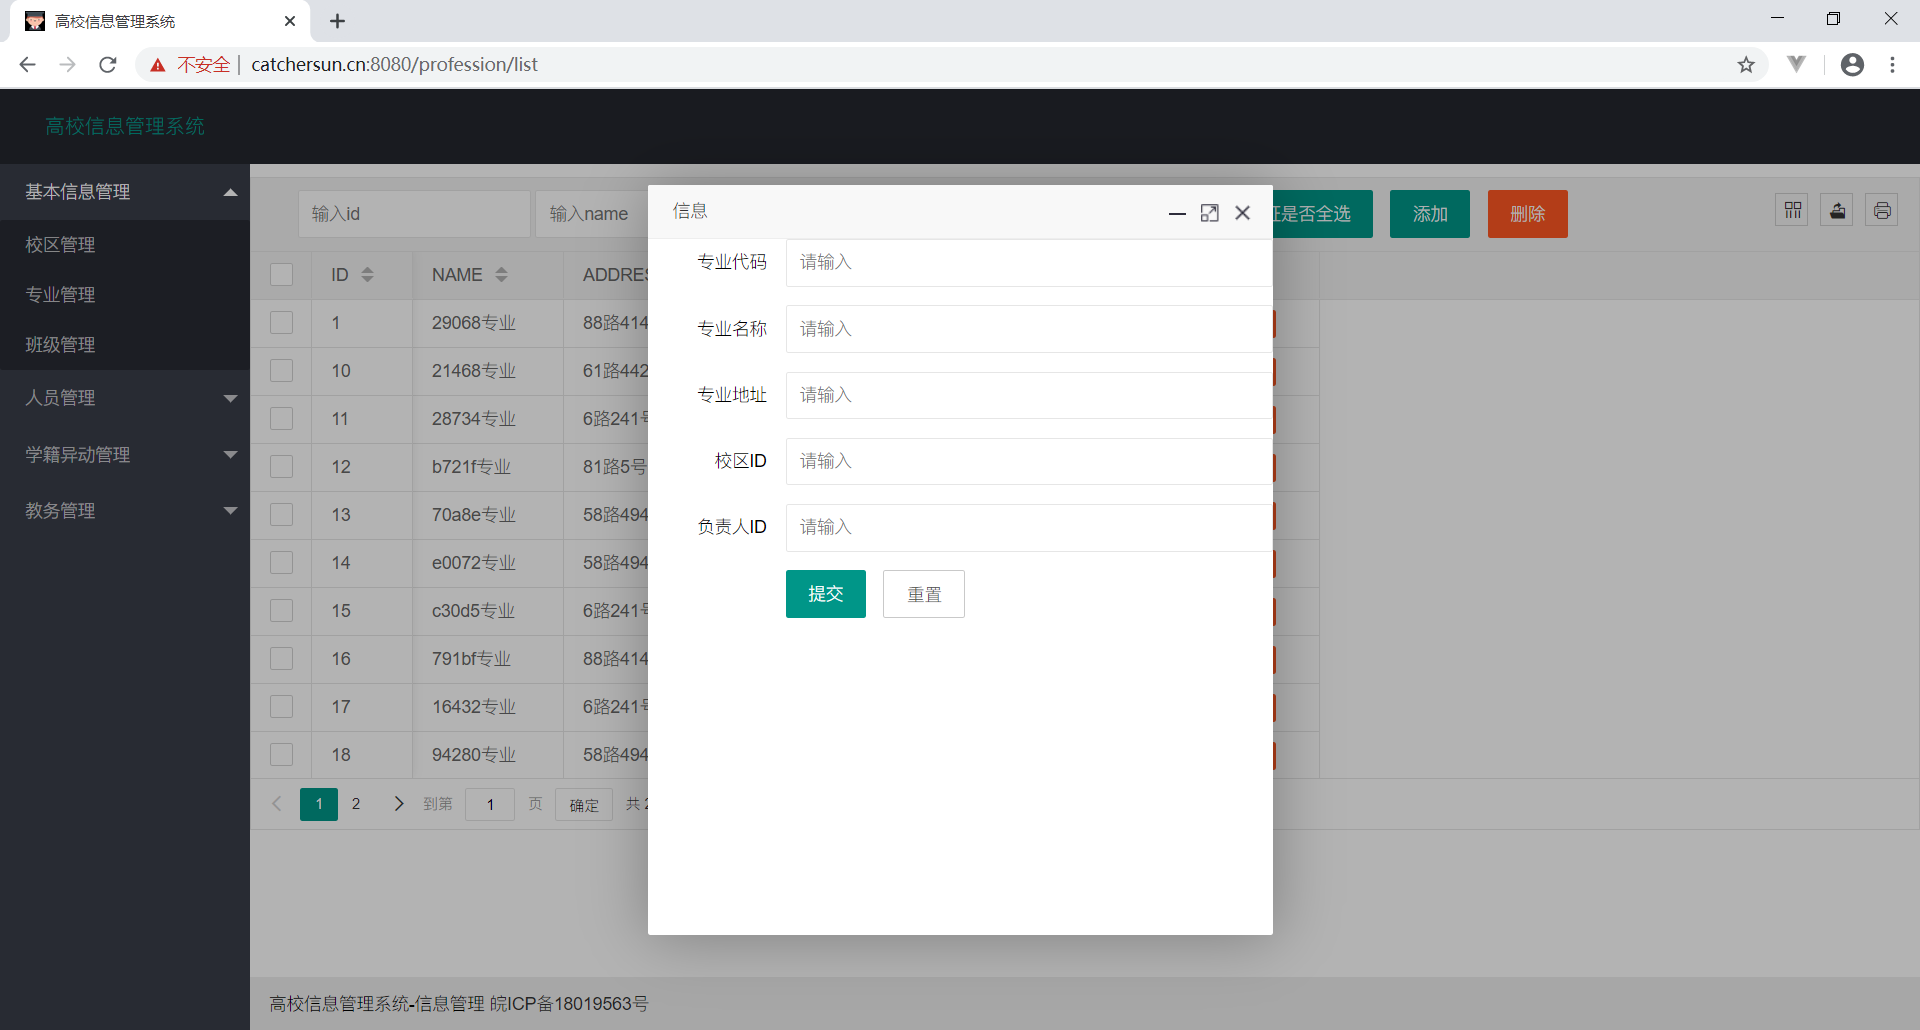 高校信息管理系统
不安全 | catchersun.cn:8080/profession/list
高校信息管理系统
基本信息管理
校区管理
专业管理
班级管理
人员管理
学籍异动管理
教务管理
输入id
输入name
是否全选
添加
删除
ID
NAME
ADDRES
1 29068专业 88路414
10 21468专业 61路442
11 28734专业 6路241号
12 b721f专业 81路5号
13 70a8e专业 58路494
14 e0072专业 58路494
15 c30d5专业 6路241号
16 791bf专业 88路414
17 16432专业 6路241号
18 94280专业 58路494
1 2 到第 1 页 确定 共 2
信息
专业代码 请输入
专业名称 请输入
专业地址 请输入
校区ID 请输入
负责人ID 请输入
提交 重置
高校信息管理系统-信息管理 皖ICP备18019563号